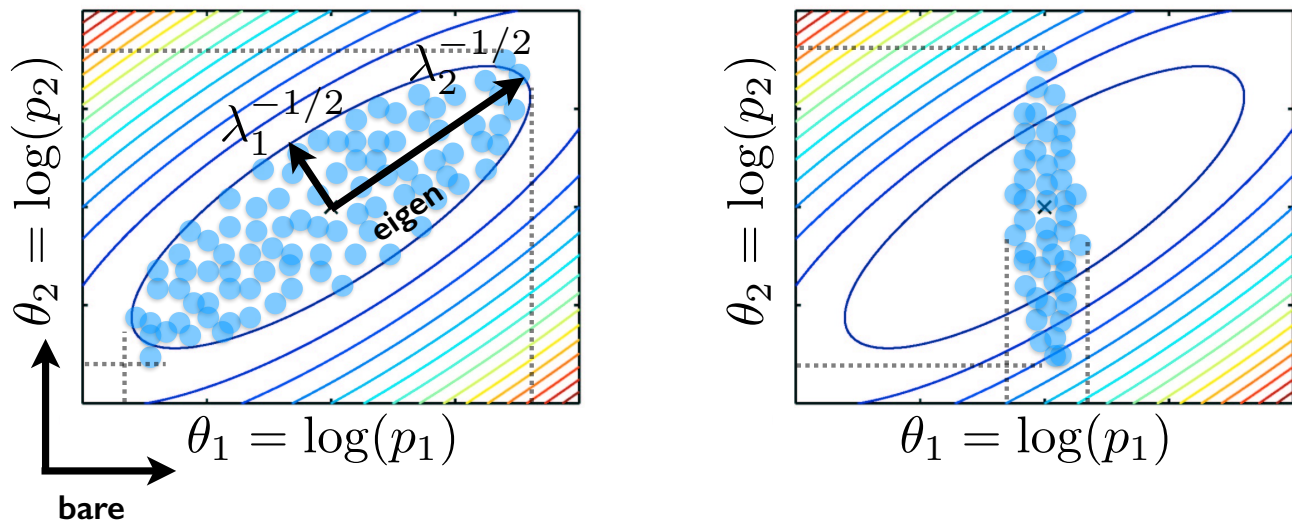 λ₂^{-1/2}
λ₁^{-1/2}
eigen
θ₂ = log(p₂)
θ₁ = log(p₁)
bare
θ₂ = log(p₂)
θ₁ = log(p₁)